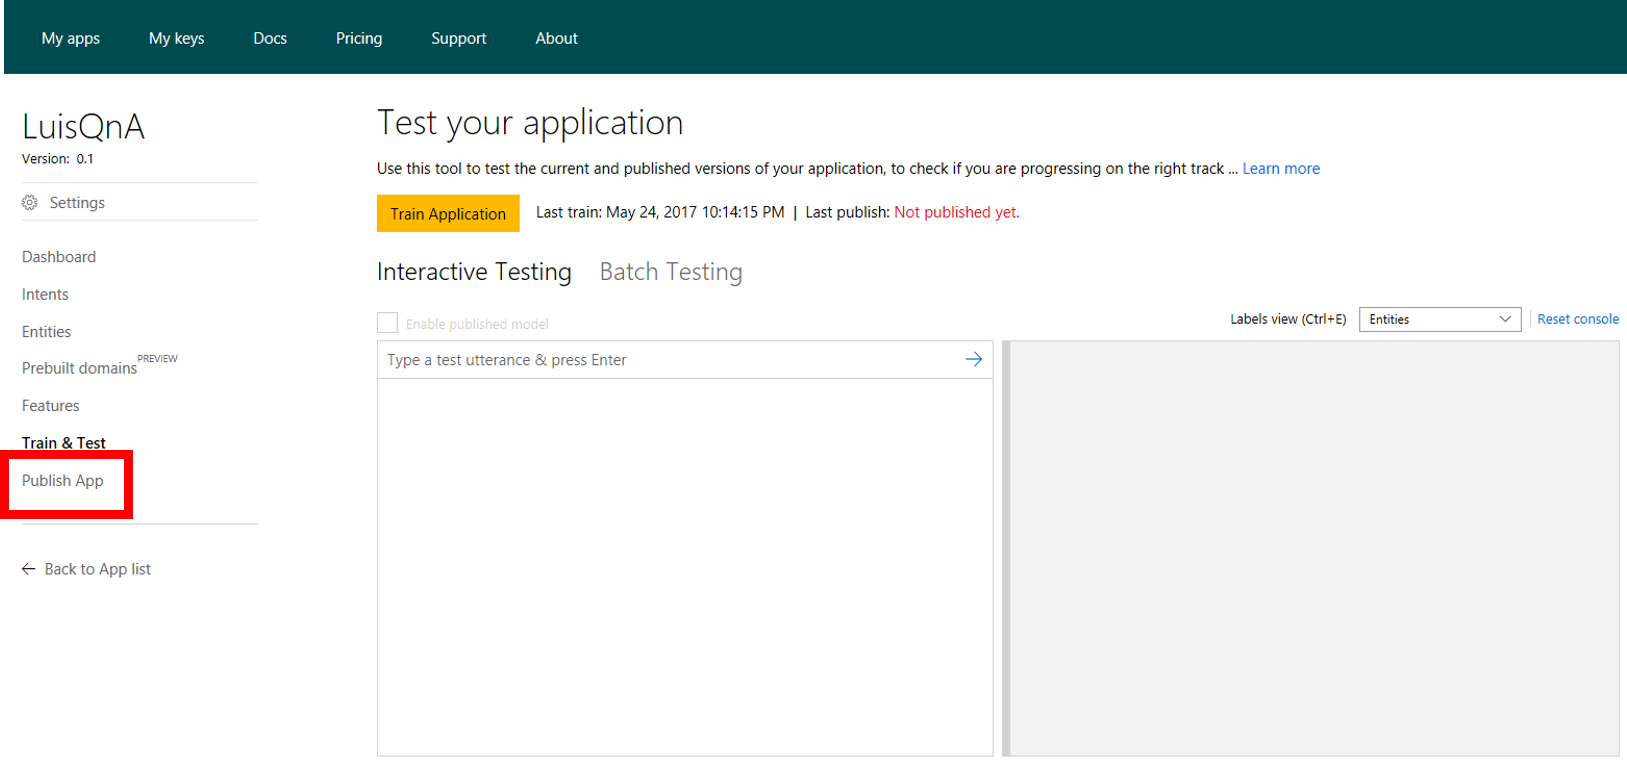 My apps My keys Docs Pricing Support About
LuisQnA
Version: 0.1
Settings
Dashboard
Intents
Entities
Prebuilt domains PREVIEW
Features
Train & Test
Publish App
Back to App list
Test your application
Use this tool to test the current and published versions of your application, to check if you are progressing on the right track ... Learn more
Train Application Last train: May 24, 2017 10:14:15 PM | Last publish: Not published yet.
Interactive Testing Batch Testing
Enable published model
Labels view (Ctrl+E) Entities Reset console
Type a test utterance & press Enter